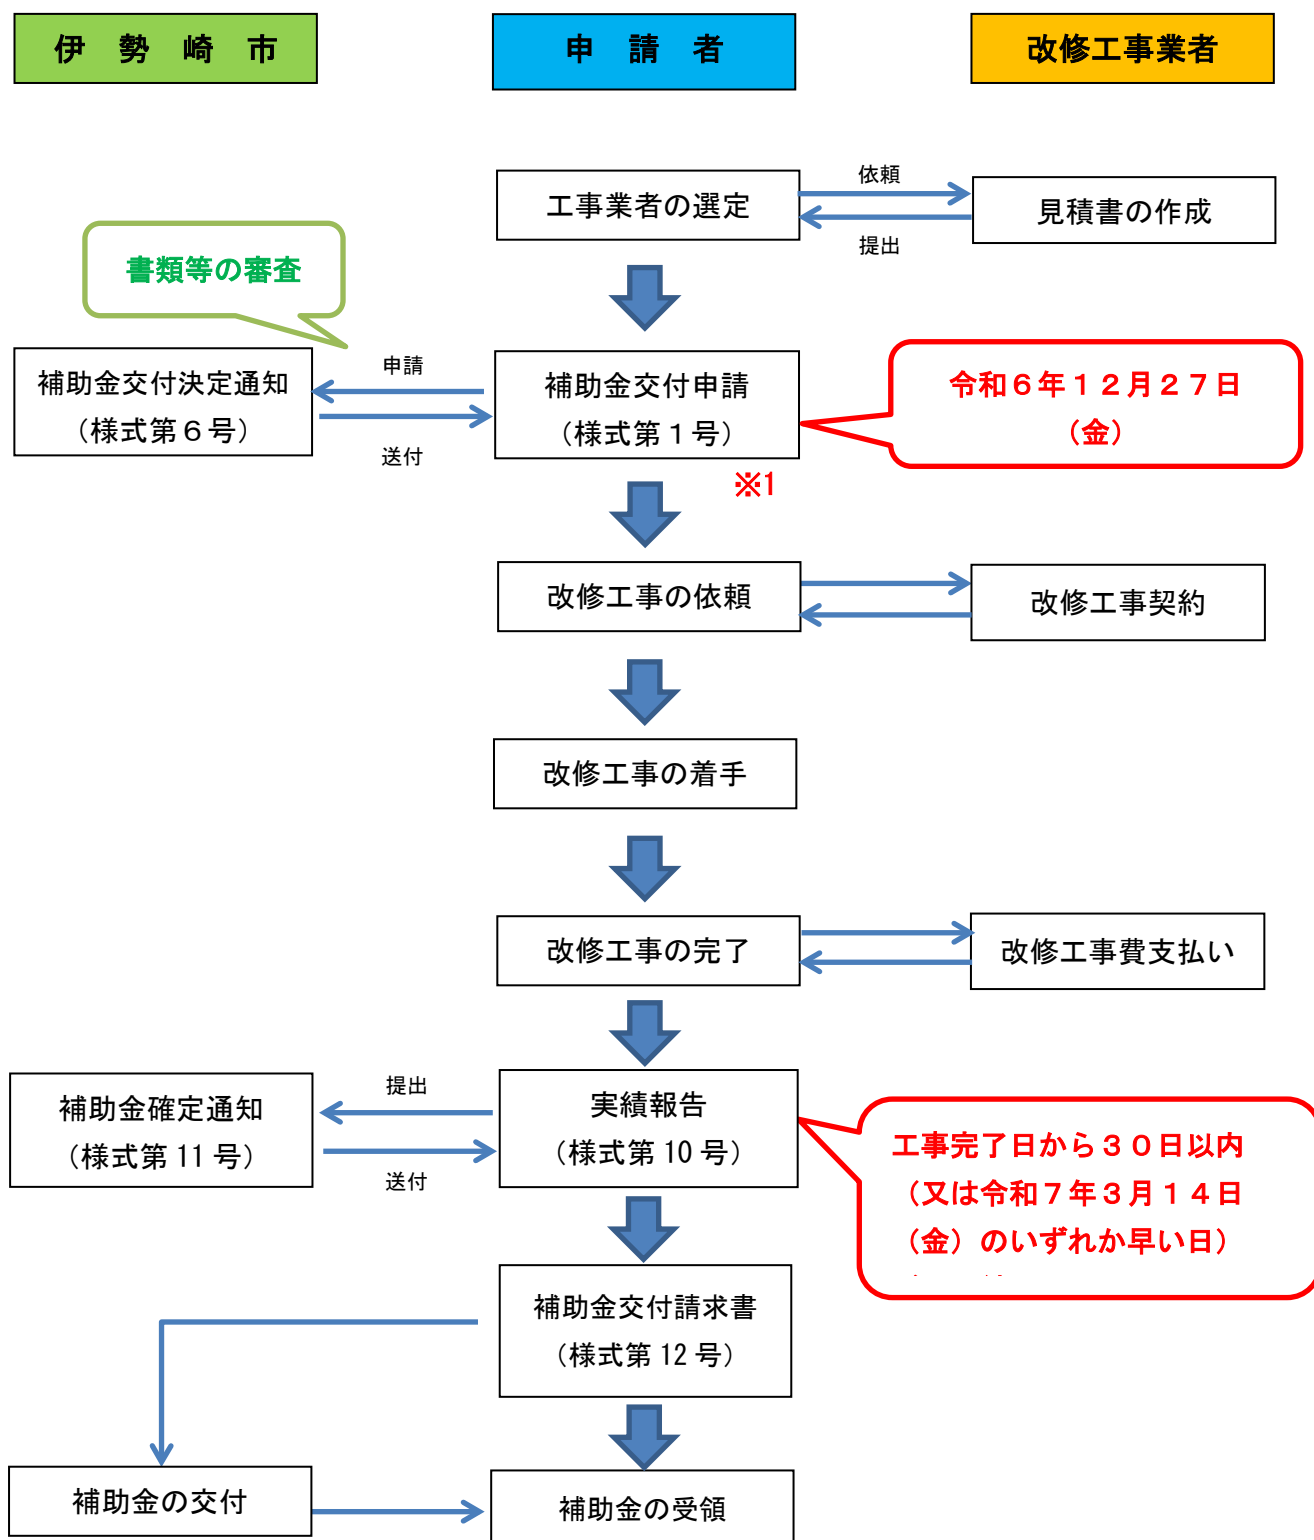 伊　勢　崎　市
申　請　者
改修工事業者
工事業者の選定
依頼
提出
見積書の作成
書類等の審査
補助金交付決定通知
（様式第６号）
申請
送付
補助金交付申請
（様式第１号）
※1
令和６年１２月２７日
（金）
改修工事の依頼
改修工事契約
改修工事の着手
改修工事の完了
改修工事費支払い
補助金確定通知
（様式第 11 号）
提出
送付
実績報告
（様式第 10 号）
工事完了日から３０日以内
（又は令和７年３月１４日
（金）のいずれか早い日）
補助金交付請求書
（様式第 12 号）
補助金の交付
補助金の受領